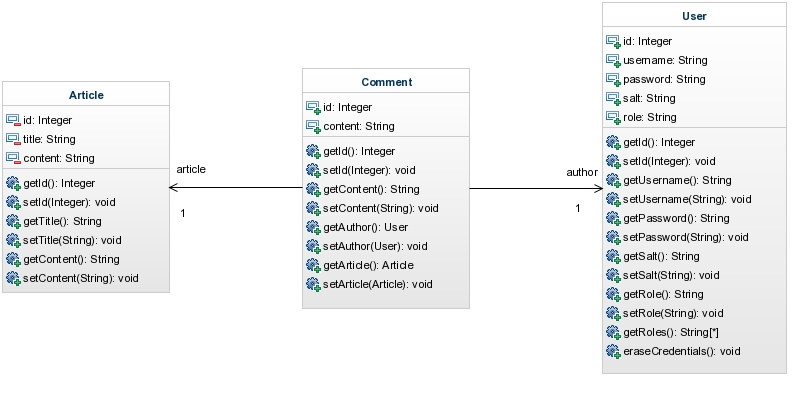 Article
id: Integer
title: String
content: String
getId(): Integer
setId(Integer): void
getTitle(): String
setTitle(String): void
getContent(): String
setContent(String): void
article
1
Comment
id: Integer
content: String
getId(): Integer
setId(Integer): void
getContent(): String
setContent(String): void
getAuthor(): User
setAuthor(User): void
getArticle(): Article
setArticle(Article): void
author
1
User
id: Integer
username: String
password: String
salt: String
role: String
getId(): Integer
setId(Integer): void
getUsername(): String
setUsername(String): void
getPassword(): String
setPassword(String): void
getSalt(): String
setSalt(String): void
getRole(): String
setRole(String): void
getRoles(): String[*]
eraseCredentials(): void